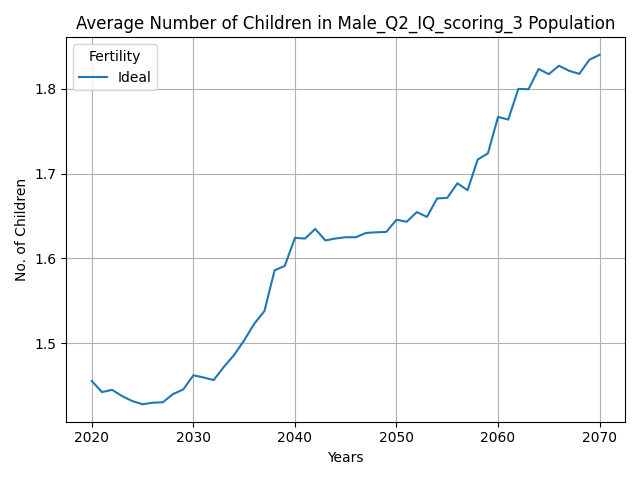 Average Number of Children in Male_Q2_IQ_scoring_3 Population
Fertility
Ideal
1.8
1.7
1.6
1.5
No. of Children
2020 2030 2040 2050 2060 2070
Years